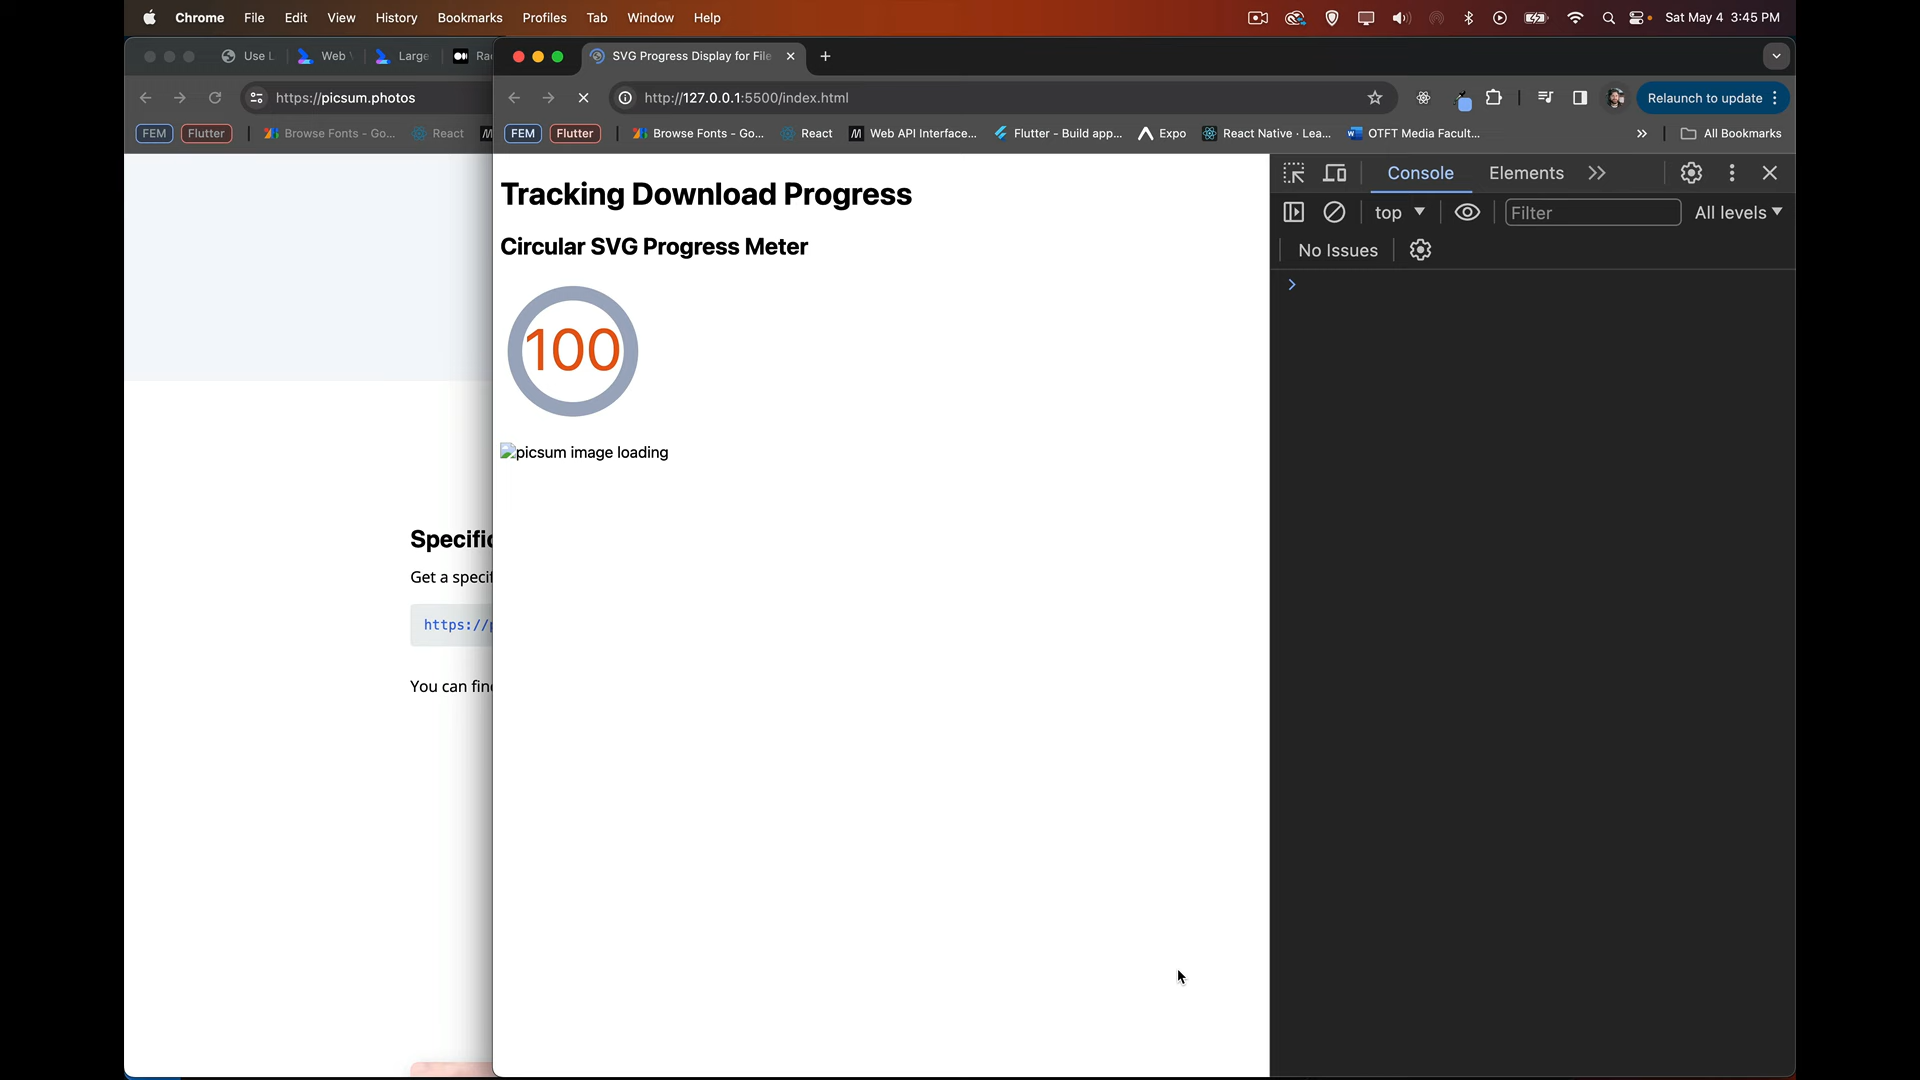 Chrome File Edit View History Bookmarks Profiles Tab Window Help Sat May 4 3:45 PM
Use L Web Large
SVG Progress Display for File
https://picsum.photos
http://127.0.0.1:5500/index.html
Relaunch to update
FEM Flutter Browse Fonts - Go... React
FEM Flutter Browse Fonts - Go... React Web API Interface... Flutter - Build app... Expo React Native · Lea... OTFT Media Facult... » All Bookmarks
Tracking Download Progress
Circular SVG Progress Meter
100
picsum image loading
Specific
Get a specif
https://p
You can find
Console Elements
top Filter All levels
No Issues